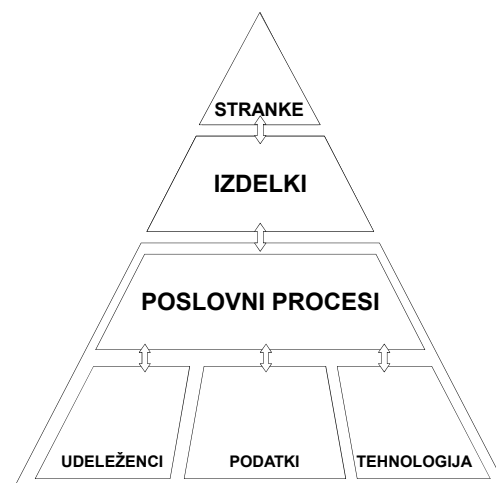 STRANKE
IZDELKI
POSLOVNI PROCESI
UDELEŽENCI
PODATKI
TEHNOLOGIJA